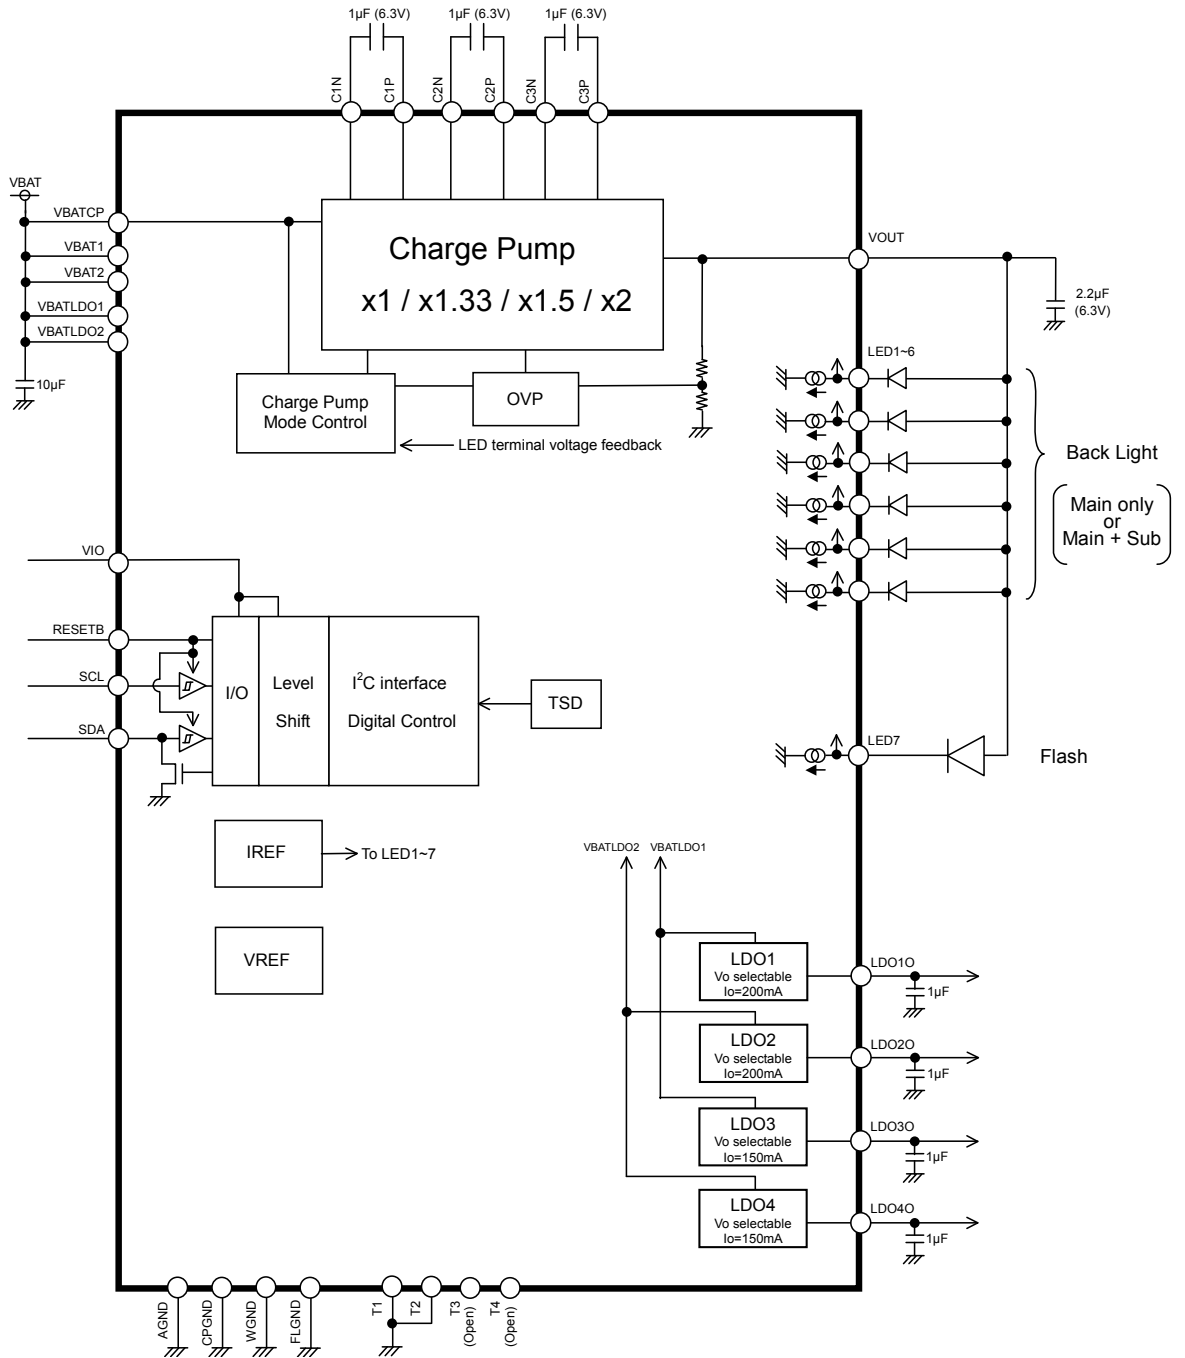 1µF (6.3V)
1µF (6.3V)
1µF (6.3V)
C1N
C1P
C2N
C2P
C3N
C3P
VBAT
VBATCP
VBAT1
VBAT2
VBATLDO1
VBATLDO2
10µF
Charge Pump
x1 / x1.33 / x1.5 / x2
VOUT
2.2µF
(6.3V)
Charge Pump
Mode Control
OVP
LED terminal voltage feedback
LED1~6
Back Light
Main only
or
Main + Sub
VIO
RESETB
SCL
SDA
I/O
Level
Shift
I²C interface
Digital Control
TSD
LED7
Flash
IREF
To LED1~7
VREF
VBATLDO2
VBATLDO1
LDO1
Vo selectable
Io=200mA
LDO1O
1µF
LDO2
Vo selectable
Io=200mA
LDO2O
1µF
LDO3
Vo selectable
Io=150mA
LDO3O
1µF
LDO4
Vo selectable
Io=150mA
LDO4O
1µF
AGND
CPGND
WGND
FLGND
T1
T2
T3
(Open)
T4
(Open)